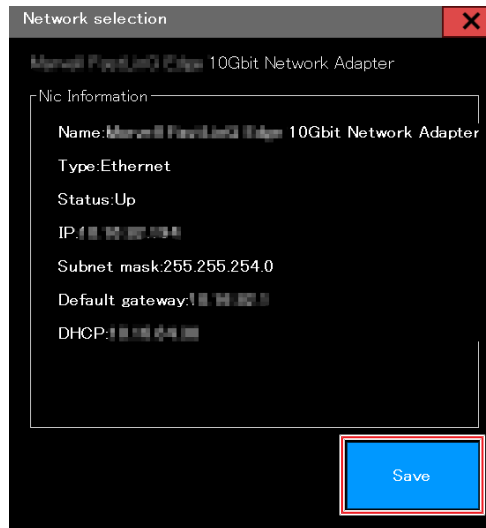 Network selection
10Gbit Network Adapter
Nic Information
Name: 10Gbit Network Adapter
Type:Ethernet
Status:Up
IP:
Subnet mask:255.255.254.0
Default gateway:
DHCP:
Save